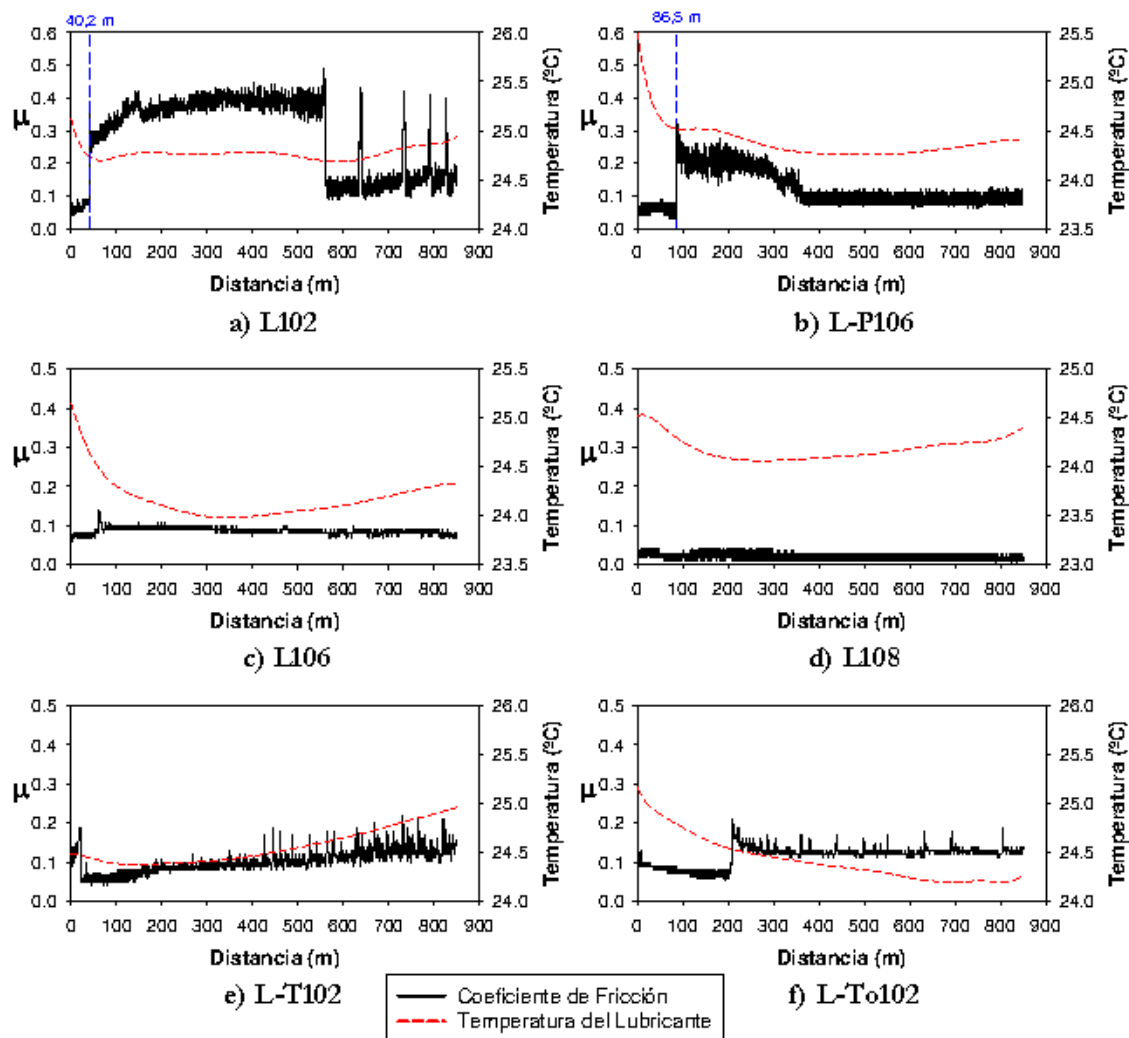 40,2 m
86,5 m
0.6 26.0 0.6 25.5
0.5 25.5 0.5 25.0
0.4 0.4
μ 0.3 25.0 Temperatura (ºC) μ 0.3 24.5 Temperatura (ºC)
0.2 0.2
0.1 24.5 0.1 24.0
0.0 24.0 0.0 23.5
0 100 200 300 400 500 600 700 800 900 0 100 200 300 400 500 600 700 800 900
Distancia (m) Distancia (m)
a) L102 b) L-P106
0.5 25.5 0.5 25.0
0.4 25.0 0.4 24.5
μ 0.3 24.5 Temperatura (ºC) μ 0.3 24.0 Temperatura (ºC)
0.2 0.2
0.1 24.0 0.1 23.5
0.0 23.5 0.0 23.0
0 100 200 300 400 500 600 700 800 900 0 100 200 300 400 500 600 700 800 900
Distancia (m) Distancia (m)
c) L106 d) L108
0.5 26.0 0.5 26.0
0.4 25.5 0.4 25.5
μ 0.3 25.0 Temperatura (ºC) μ 0.3 25.0 Temperatura (ºC)
0.2 0.2
0.1 24.5 0.1 24.5
0.0 24.0 0.0 24.0
0 100 200 300 400 500 600 700 800 900 0 100 200 300 400 500 600 700 800 900
Distancia (m) Distancia (m)
e) L-T102 f) L-To102
Coeficiente de Fricción
Temperatura del Lubricante